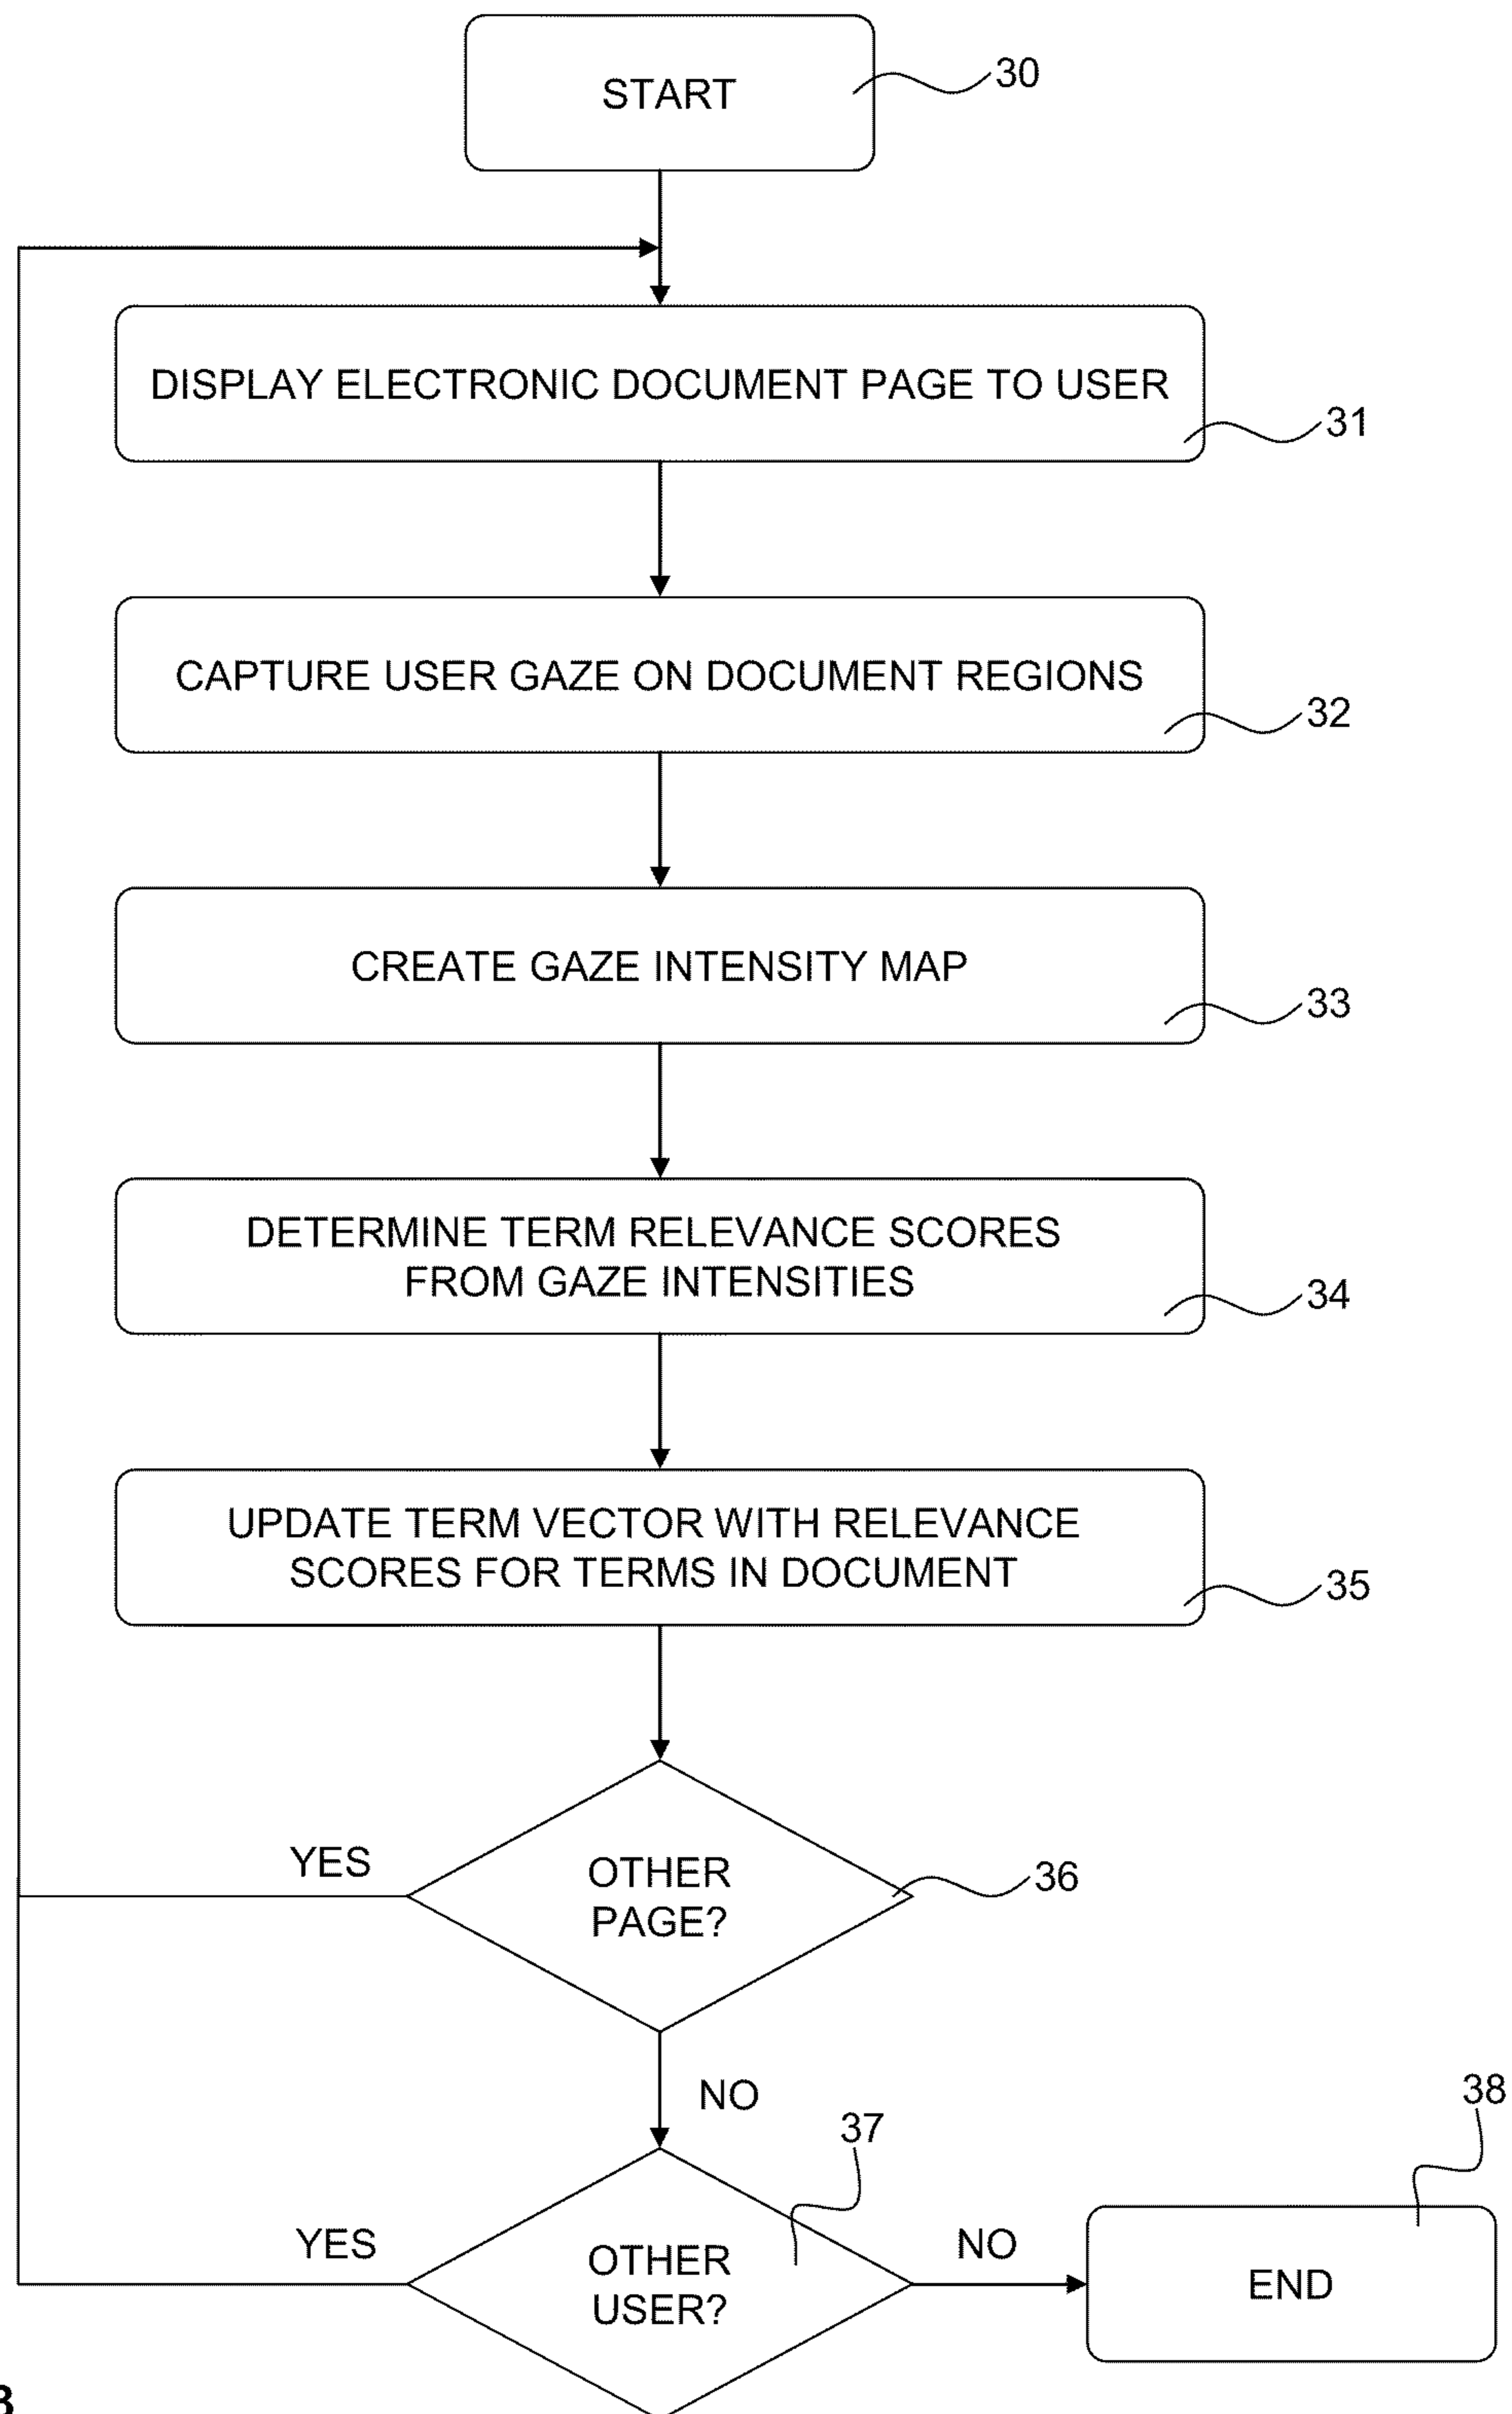 START
30
DISPLAY ELECTRONIC DOCUMENT PAGE TO USER
31
CAPTURE USER GAZE ON DOCUMENT REGIONS
32
CREATE GAZE INTENSITY MAP
33
DETERMINE TERM RELEVANCE SCORES
FROM GAZE INTENSITIES
34
UPDATE TERM VECTOR WITH RELEVANCE
SCORES FOR TERMS IN DOCUMENT
35
YES
OTHER
PAGE?
36
NO
37
38
YES
OTHER
USER?
NO
END